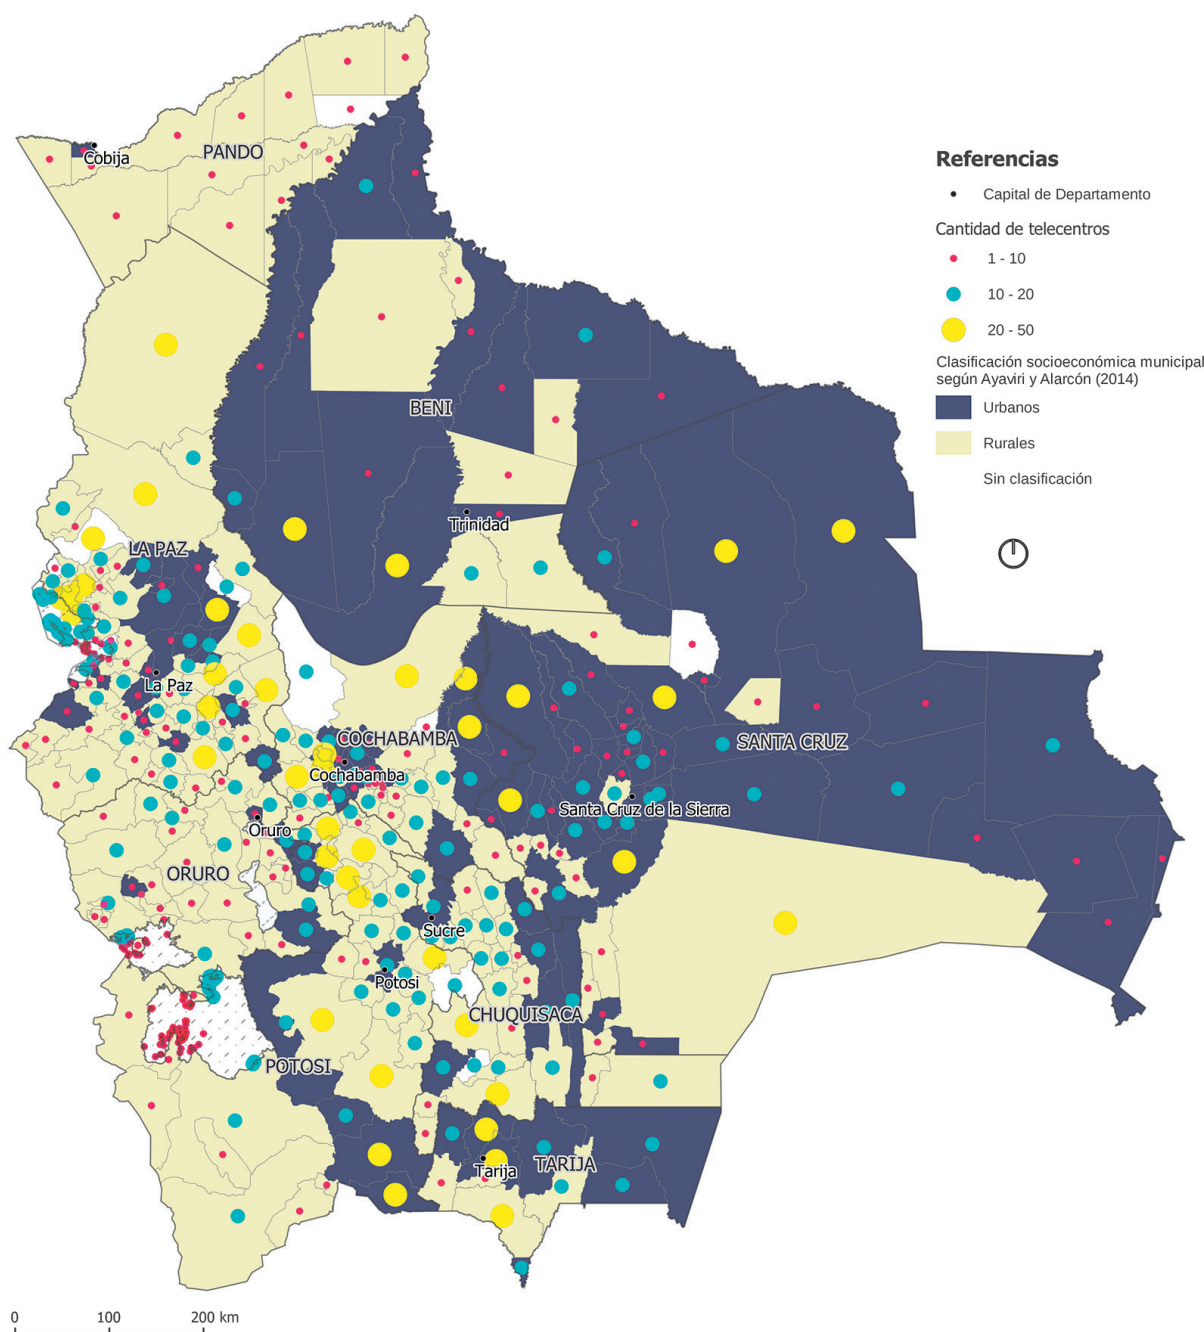 Cobija
PANDO
Referencias
Capital de Departamento
Cantidad de telecentros
1 - 10
10 - 20
20 - 50
Clasificación socioeconómica municipal
según Ayaviri y Alarcón (2014)
Urbanos
Rurales
Sin clasificación
BENI
Trinidad
LA PAZ
La Paz
COCHABAMBA
Cochabamba
SANTA CRUZ
Santa Cruz de la Sierra
Oruro
ORURO
Sucre
Potosi
CHUQUISACA
POTOSI
TARIJA
Tarija
0 100 200 km